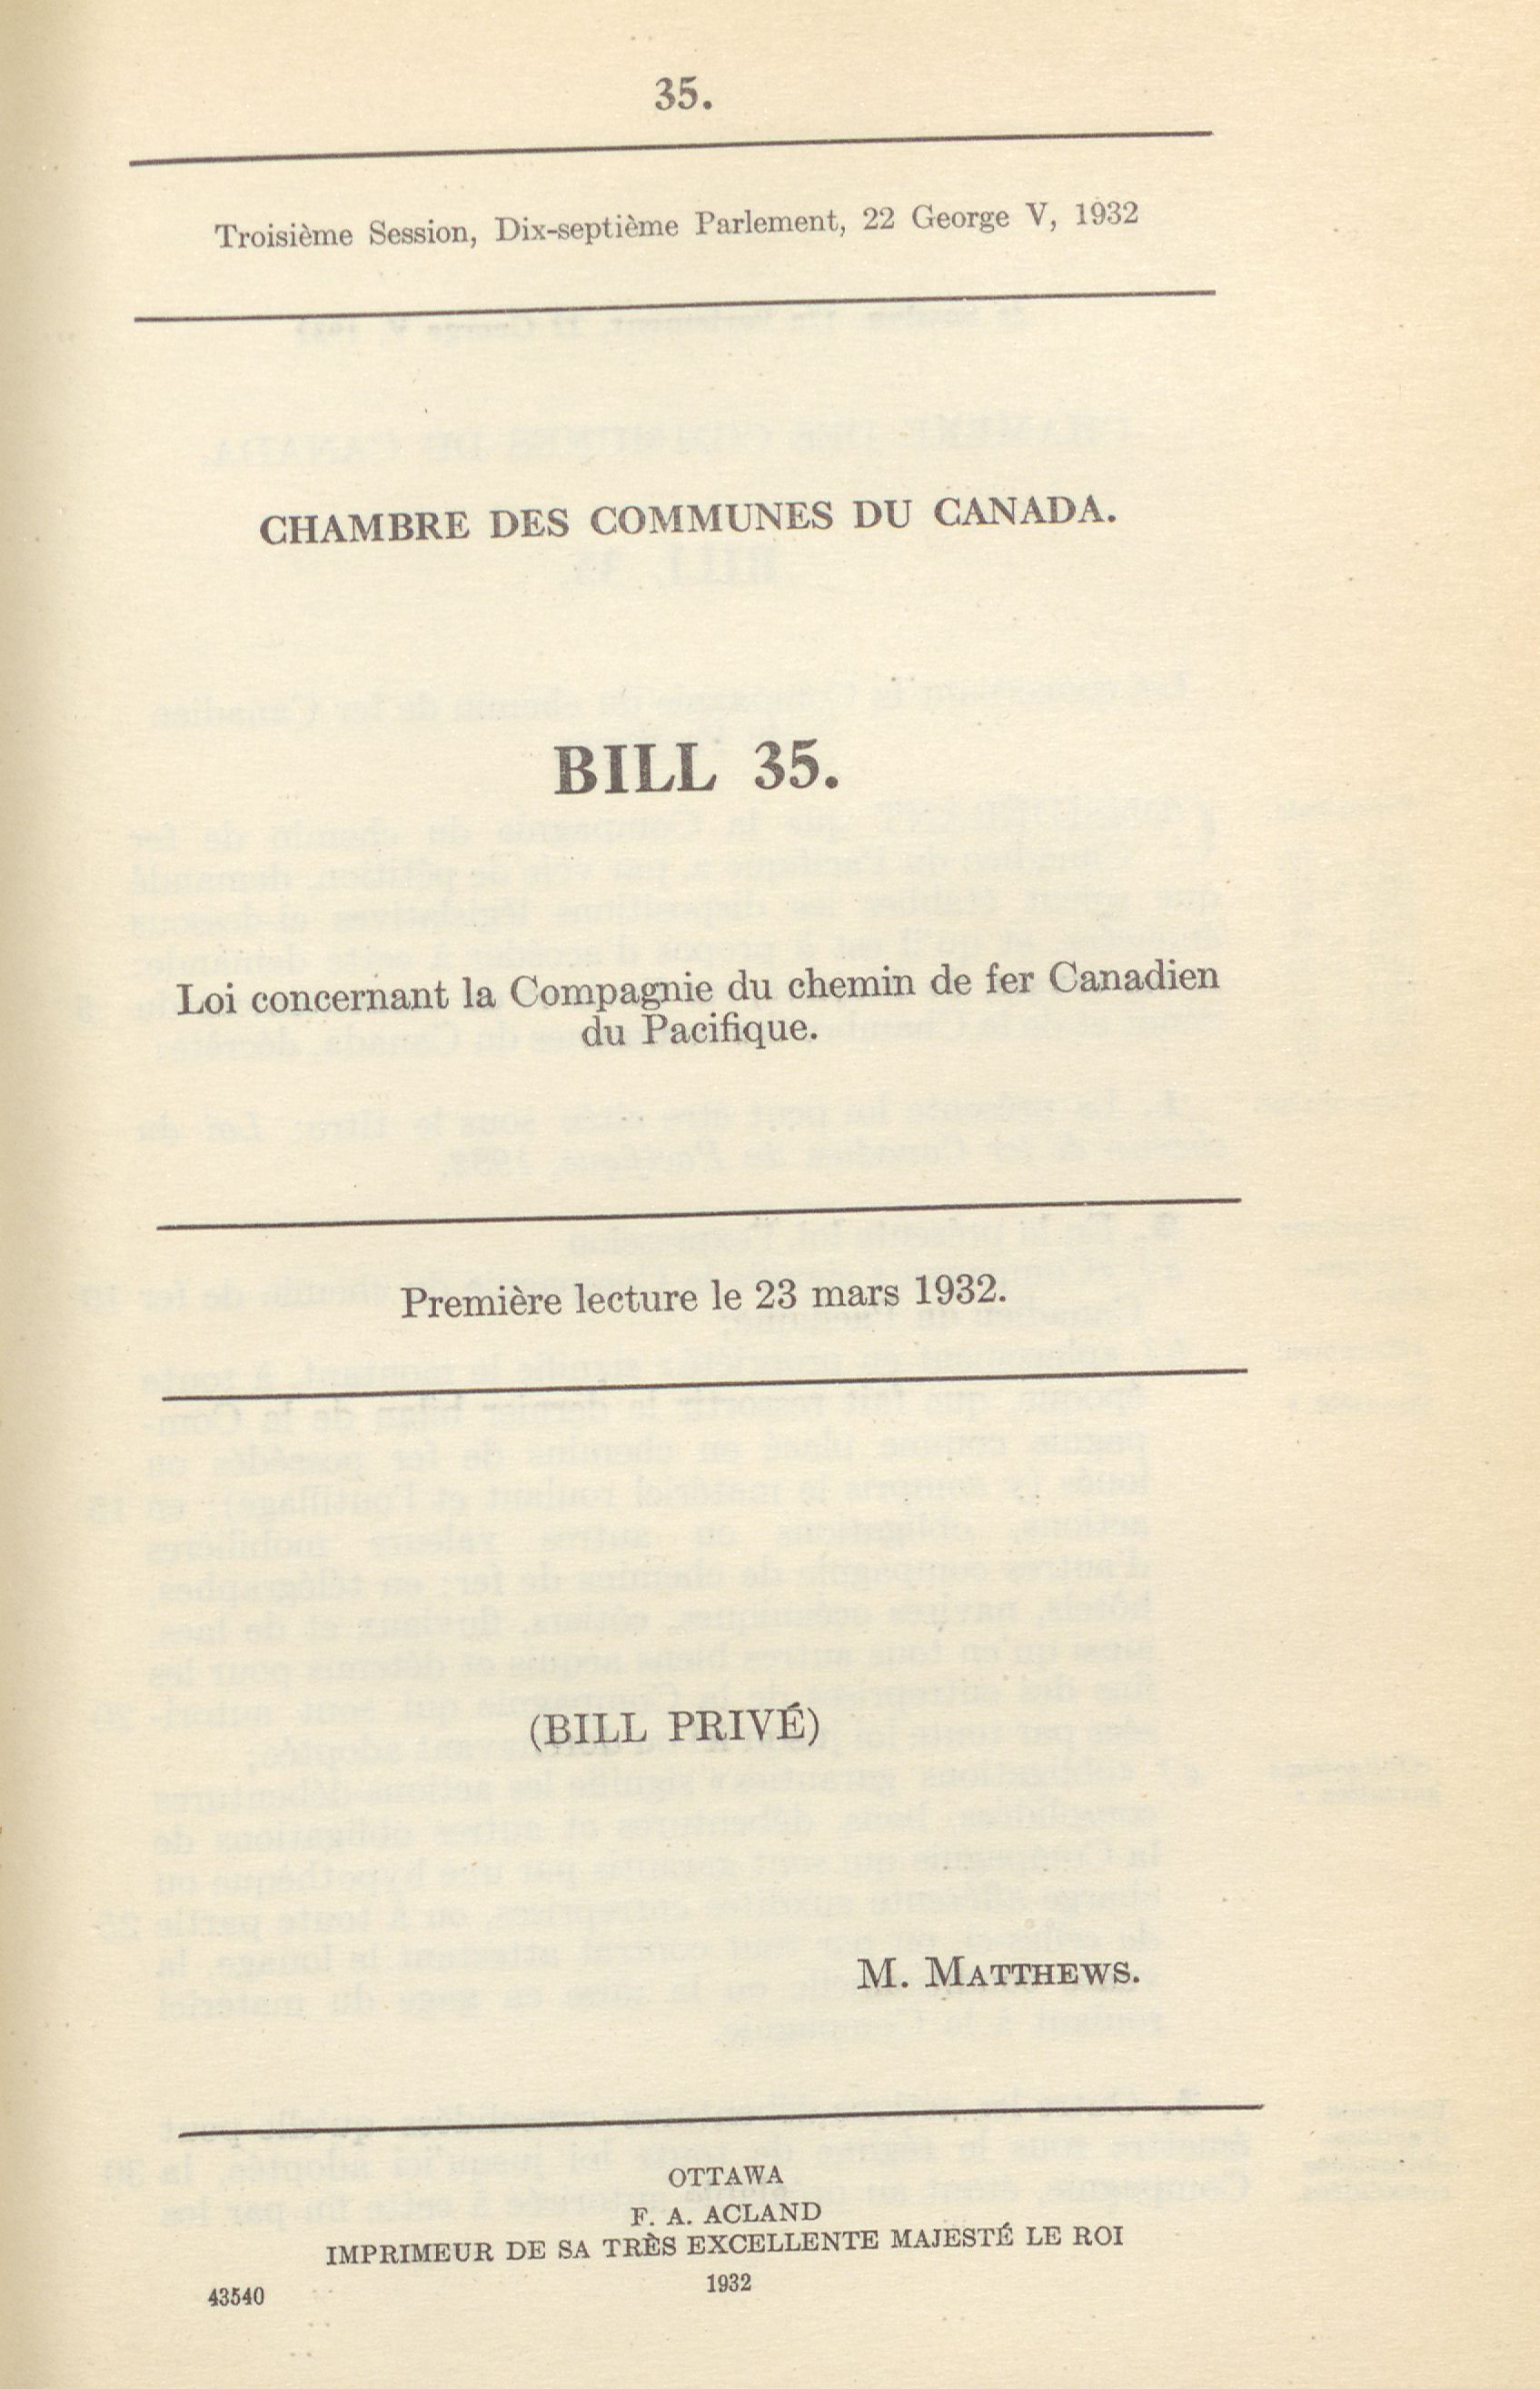 35.
Troisième Session, Dix-septième Parlement, 22 George V, 1932
CHAMBRE DES COMMUNES DU CANADA.
BILL 35.
Loi concernant la Compagnie du chemin de fer Canadien
du Pacifique.
Première lecture le 23 mars 1932.
(BILL PRIVÉ)
M. MATTHEWS.
OTTAWA
F. A. ACLAND
IMPRIMEUR DE SA TRÈS EXCELLENTE MAJESTÉ LE ROI
1932
43540